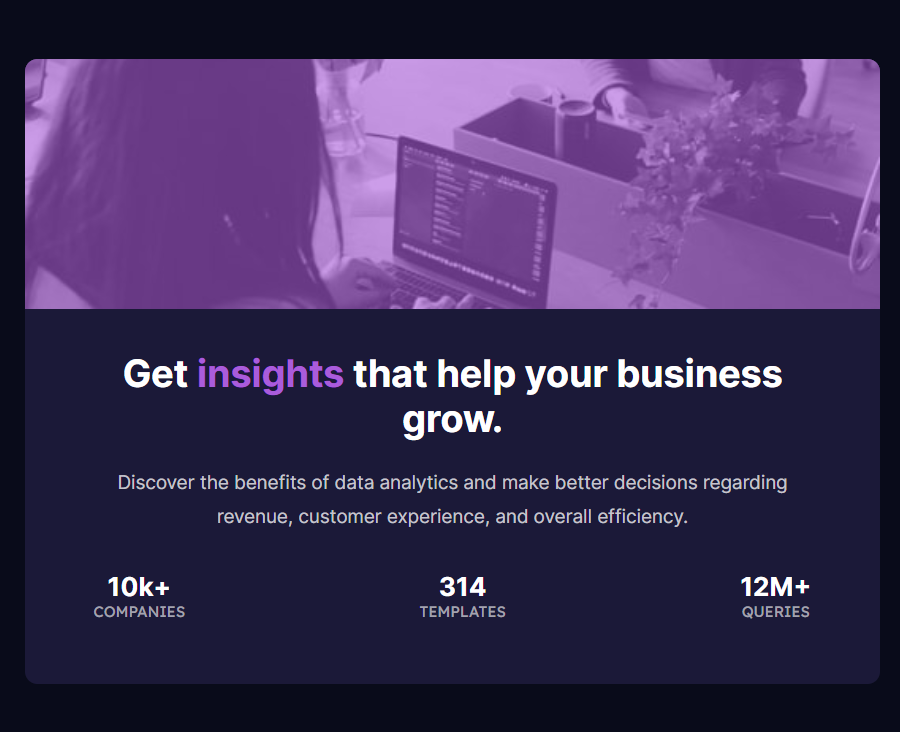 Get insights that help your business
grow.
Discover the benefits of data analytics and make better decisions regarding
revenue, customer experience, and overall efficiency.
10k+ 314 12M+
COMPANIES TEMPLATES QUERIES